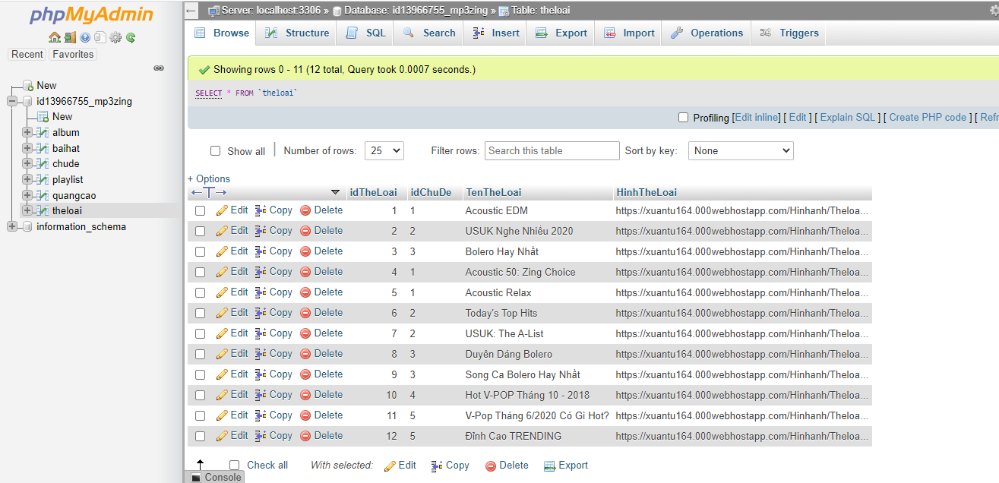 phpMyAdmin
Recent Favorites
New
id13966755_mp3zing
New
album
baihat
chude
playlist
quangcao
theloai
information_schema
Server: localhost:3306 » Database: id13966755_mp3zing » Table: theloai
Browse Structure SQL Search Insert Export Import Operations Triggers
Showing rows 0 - 11 (12 total, Query took 0.0007 seconds.)
SELECT * FROM `theloai`
Profiling [Edit inline] [ Edit ] [ Explain SQL ] [ Create PHP code ] [ Refr
Show all Number of rows: 25 Filter rows: Search this table Sort by key: None
+ Options
←T→ idTheLoai idChuDe TenTheLoai HinhTheLoai
Edit Copy Delete 1 1 Acoustic EDM https://xuantu164.000webhostapp.com/Hinhanh/Theloa...
Edit Copy Delete 2 2 USUK Nghe Nhiều 2020 https://xuantu164.000webhostapp.com/Hinhanh/Theloa...
Edit Copy Delete 3 3 Bolero Hay Nhất https://xuantu164.000webhostapp.com/Hinhanh/Theloa...
Edit Copy Delete 4 1 Acoustic 50: Zing Choice https://xuantu164.000webhostapp.com/Hinhanh/Theloa...
Edit Copy Delete 5 1 Acoustic Relax https://xuantu164.000webhostapp.com/Hinhanh/Theloa...
Edit Copy Delete 6 2 Today's Top Hits https://xuantu164.000webhostapp.com/Hinhanh/Theloa...
Edit Copy Delete 7 2 USUK: The A-List https://xuantu164.000webhostapp.com/Hinhanh/Theloa...
Edit Copy Delete 8 3 Duyên Dáng Bolero https://xuantu164.000webhostapp.com/Hinhanh/Theloa...
Edit Copy Delete 9 3 Song Ca Bolero Hay Nhất https://xuantu164.000webhostapp.com/Hinhanh/Theloa...
Edit Copy Delete 10 4 Hot V-POP Tháng 10 - 2018 https://xuantu164.000webhostapp.com/Hinhanh/Theloa...
Edit Copy Delete 11 5 V-Pop Tháng 6/2020 Có Gì Hot? https://xuantu164.000webhostapp.com/Hinhanh/Theloa...
Edit Copy Delete 12 5 Đỉnh Cao TRENDING https://xuantu164.000webhostapp.com/Hinhanh/Theloa...
Check all With selected: Edit Copy Delete Export
Console